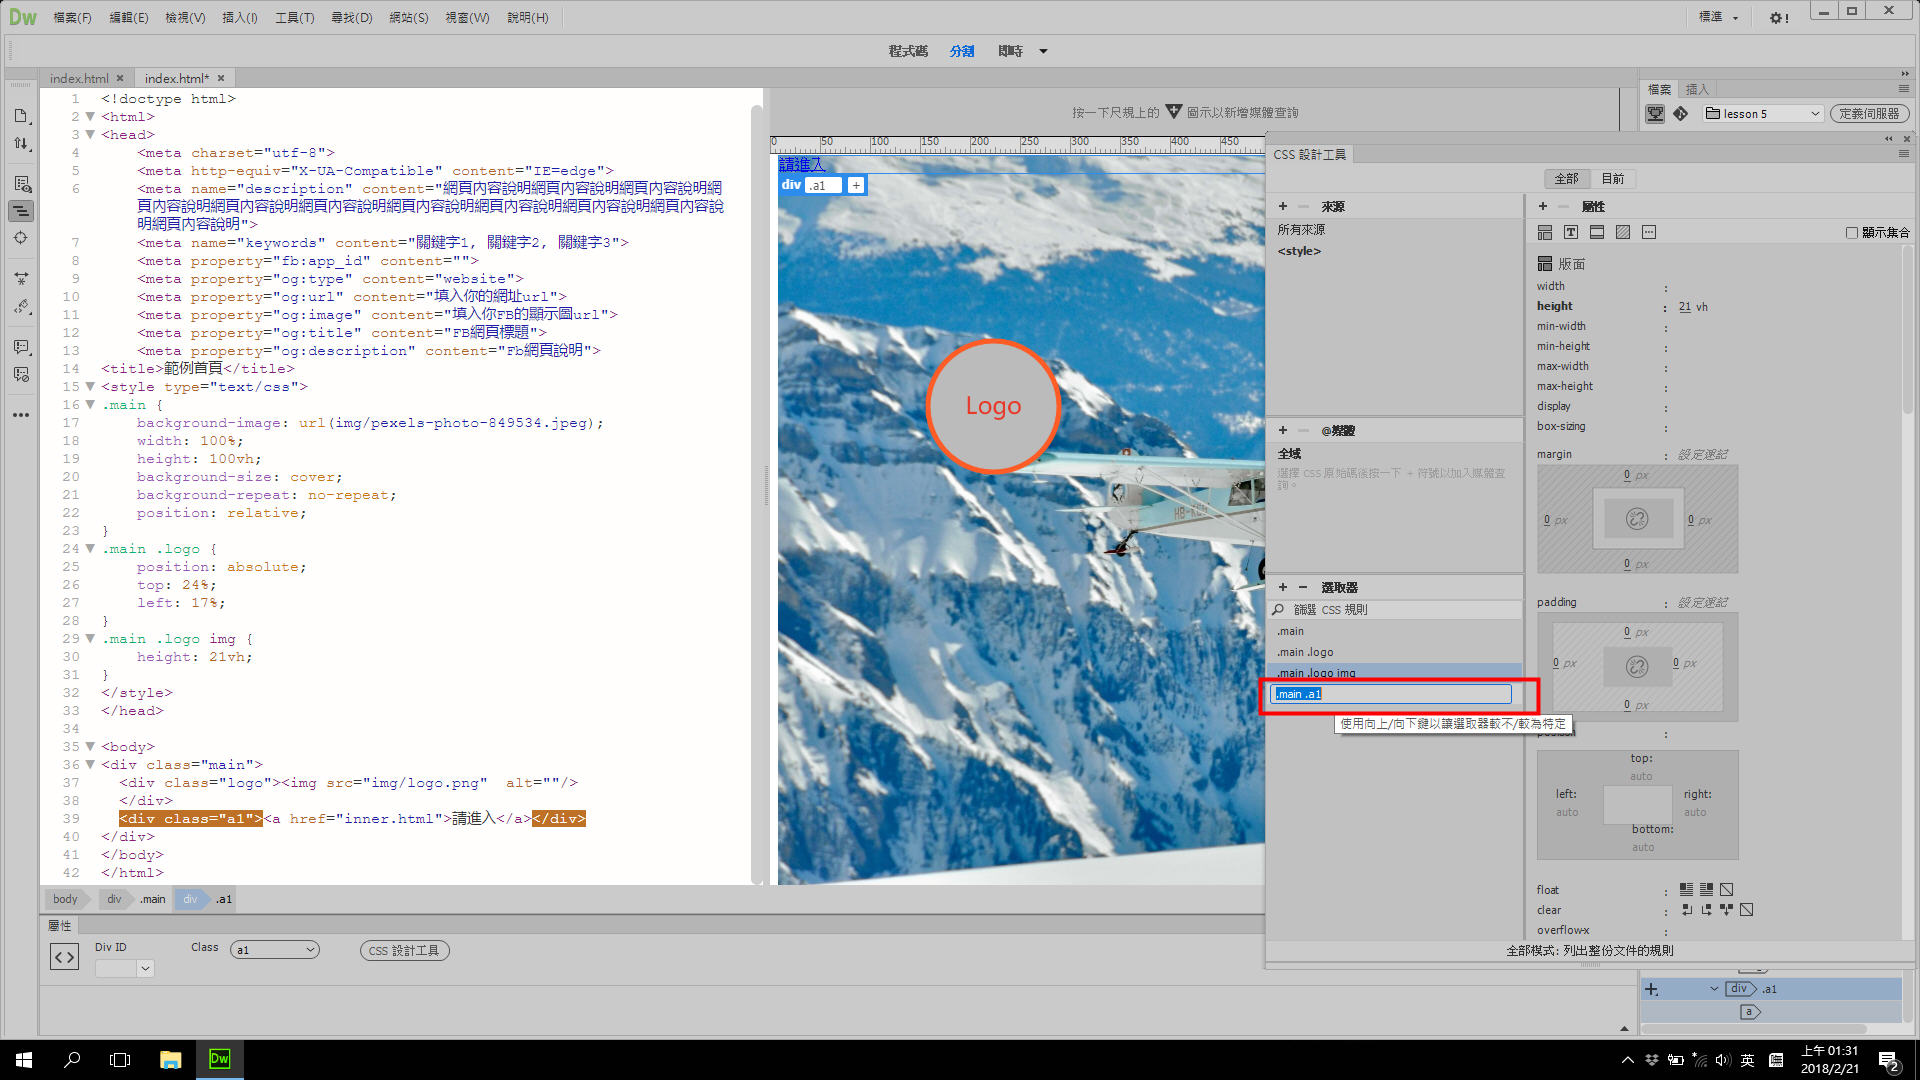 Dw 檔案(F) 編輯(E) 檢視(V) 插入(I) 工具(T) 尋找(D) 網站(S) 視窗(W) 說明(H) 標準
程式碼 分割 即時
index.html
index.html*
1 <!doctype html>
2 <html>
3 <head>
4 <meta charset="utf-8">
5 <meta http-equiv="X-UA-Compatible" content="IE=edge">
6 <meta name="description" content="網頁內容說明網頁內容說明網頁內容說明網
頁內容說明網頁內容說明網頁內容說明網頁內容說明網頁內容說明網頁內容說明網頁內容說
明網頁內容說明">
7 <meta name="keywords" content="關鍵字1, 關鍵字2, 關鍵字3">
8 <meta property="fb:app_id" content="">
9 <meta property="og:type" content="website">
10 <meta property="og:url" content="填入你的網址url">
11 <meta property="og:image" content="填入你FB的顯示圖url">
12 <meta property="og:title" content="FB網頁標題">
13 <meta property="og:description" content="Fb網頁說明">
14 <title>範例首頁</title>
15 <style type="text/css">
16 .main {
17 background-image: url(img/pexels-photo-849534.jpeg);
18 width: 100%;
19 height: 100vh;
20 background-size: cover;
21 background-repeat: no-repeat;
22 position: relative;
23 }
24 .main .logo {
25 position: absolute;
26 top: 24%;
27 left: 17%;
28 }
29 .main .logo img {
30 height: 21vh;
31 }
32 </style>
33 </head>
34
35 <body>
36 <div class="main">
37 <div class="logo"><img src="img/logo.png"  alt=""/>
38 </div>
39 <div class="a1"><a href="inner.html">請進入</a></div>
40 </div>
41 </body>
42 </html>
body div .main div .a1
屬性
Div ID
Class a1
CSS 設計工具
按一下尺規上的 圖示以新增媒體查詢
0 50 100 150 200 250 300 350 400 450
請進入
div .a1 +
Logo
檔案 插入
lesson 5 定義伺服器
CSS 設計工具
全部 目前
+ − 來源
所有來源
<style>
+ − @媒體
全域
選擇 CSS 原始碼後按一下 + 符號以加入媒體查
詢。
+ − 選取器
篩選 CSS 規則
.main
.main .logo
.main .logo img
.main .a1
使用向上/向下鍵以讓選取器較不/較為特定
+ − 屬性
顯示集合
版面
width :
height : 21 vh
min-width :
min-height :
max-width :
max-height :
display :
box-sizing :
margin : 設定速記
0 px
0 px 0 px
0 px
padding : 設定速記
0 px
0 px 0 px
0 px
:
top:
auto
left: right:
auto auto
bottom:
auto
float :
clear :
overflow-x :
全部模式: 列出整份文件的規則
div .a1
a
Dw
英
上午 01:31
2018/2/21
2